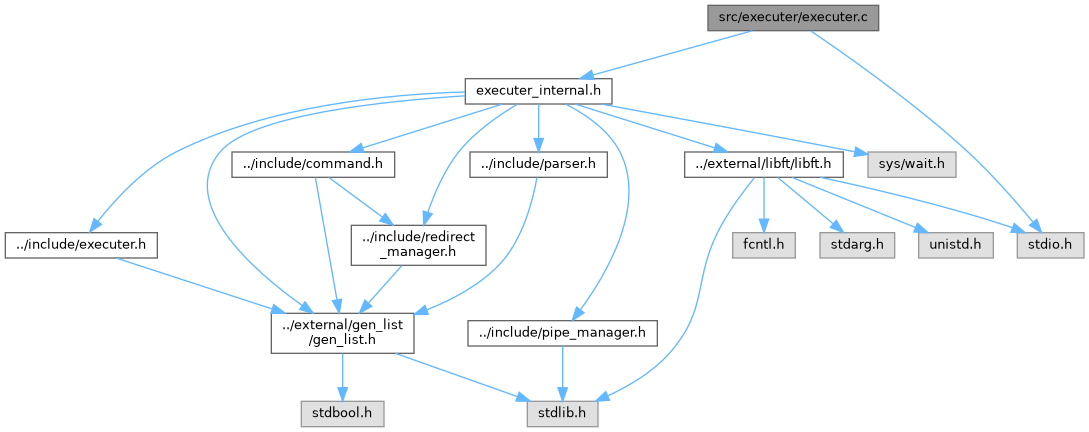 src/executer/executer.c
executer_internal.h
../include/command.h
../include/parser.h
../external/libft/libft.h
sys/wait.h
../include/executer.h
../include/redirect
_manager.h
fcntl.h
stdarg.h
unistd.h
stdio.h
../external/gen_list
/gen_list.h
../include/pipe_manager.h
stdbool.h
stdlib.h